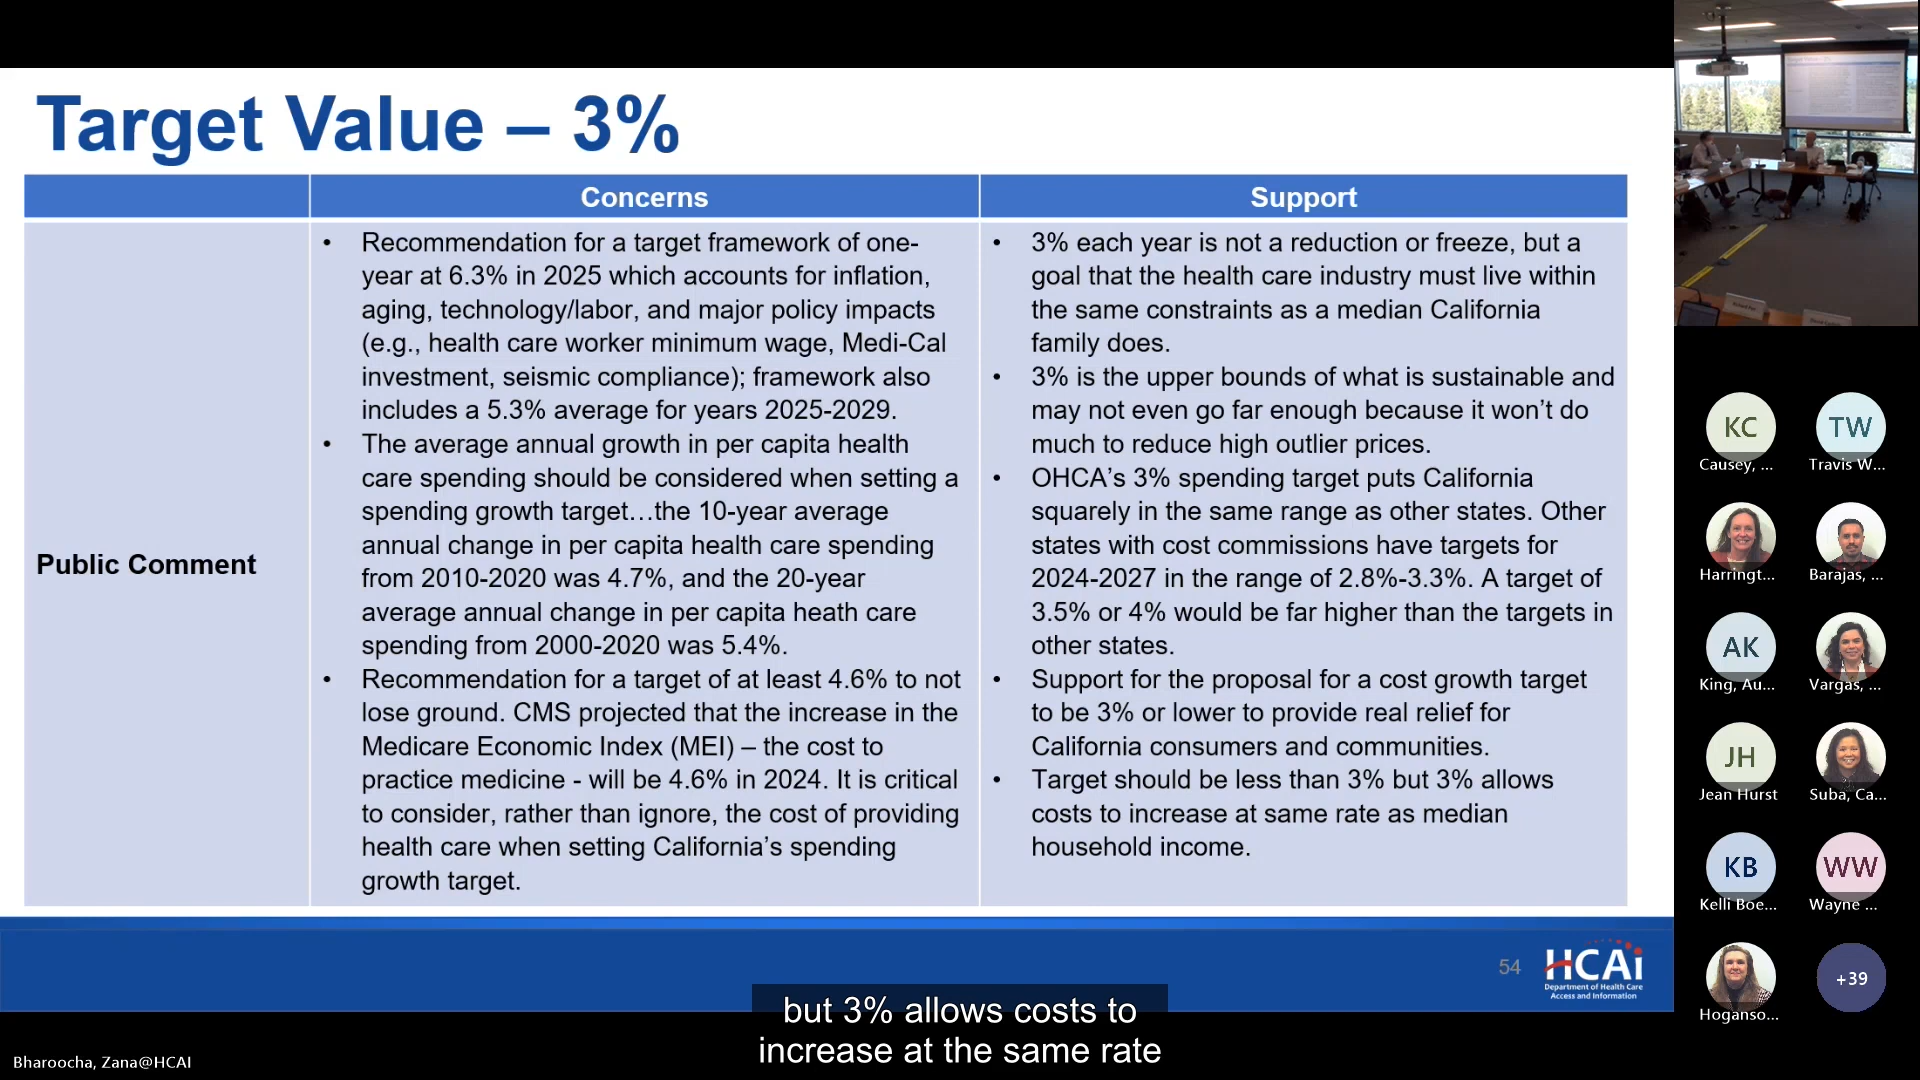 Target Value – 3%
Concerns
Support
Public Comment
• Recommendation for a target framework of one-
year at 6.3% in 2025 which accounts for inflation,
aging, technology/labor, and major policy impacts
(e.g., health care worker minimum wage, Medi-Cal
investment, seismic compliance); framework also
includes a 5.3% average for years 2025-2029.
• The average annual growth in per capita health
care spending should be considered when setting a
spending growth target…the 10-year average
annual change in per capita health care spending
from 2010-2020 was 4.7%, and the 20-year
average annual change in per capita heath care
spending from 2000-2020 was 5.4%.
• Recommendation for a target of at least 4.6% to not
lose ground. CMS projected that the increase in the
Medicare Economic Index (MEI) – the cost to
practice medicine - will be 4.6% in 2024. It is critical
to consider, rather than ignore, the cost of providing
health care when setting California’s spending
growth target.
• 3% each year is not a reduction or freeze, but a
goal that the health care industry must live within
the same constraints as a median California
family does.
• 3% is the upper bounds of what is sustainable and
may not even go far enough because it won’t do
much to reduce high outlier prices.
• OHCA’s 3% spending target puts California
squarely in the same range as other states. Other
states with cost commissions have targets for
2024-2027 in the range of 2.8%-3.3%. A target of
3.5% or 4% would be far higher than the targets in
other states.
• Support for the proposal for a cost growth target
to be 3% or lower to provide real relief for
California consumers and communities.
• Target should be less than 3% but 3% allows
costs to increase at same rate as median
household income.
54
HCAi
Department of Health Care
Access and Information
but 3% allows costs to
increase at the same rate
Bharoocha, Zana@HCAI
KC
Causey, ...
TW
Travis W...
Harringt...
Barajas, ...
AK
King, Au...
Vargas, ...
JH
Jean Hurst
Suba, Ca...
KB
Kelli Boe...
WW
Wayne ...
Hoganso...
+39